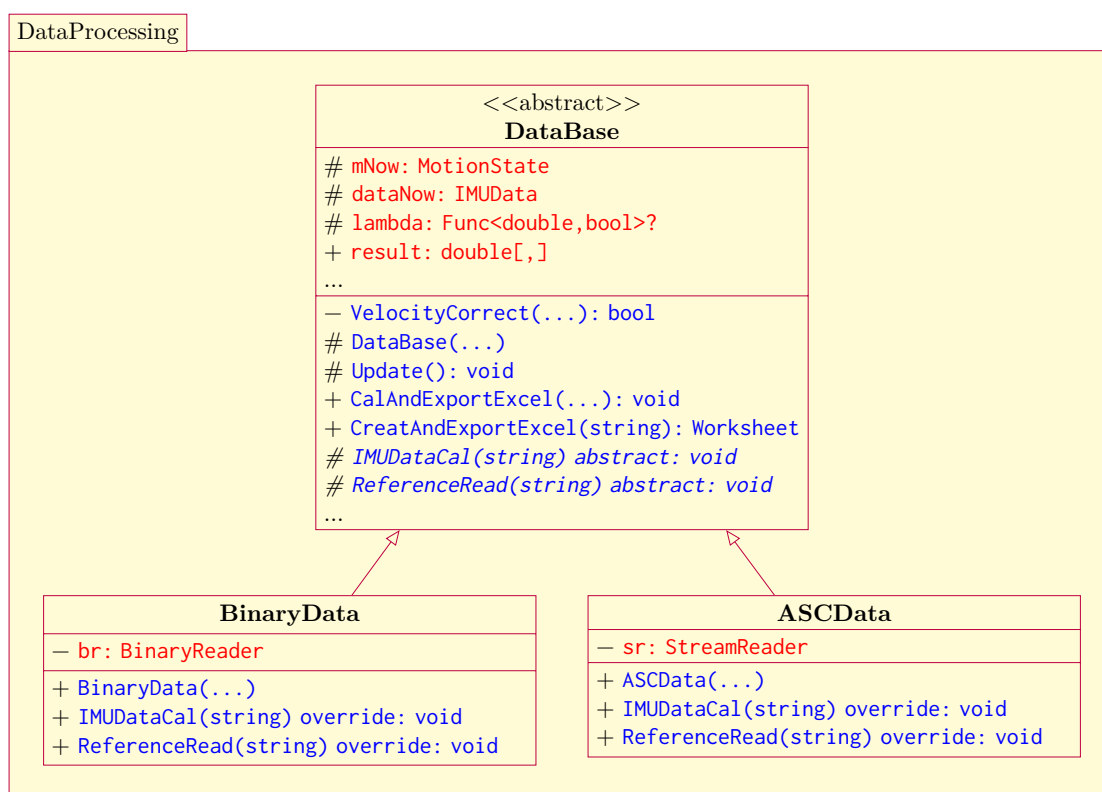 DataProcessing
<<abstract>>
DataBase
# mNow: MotionState
# dataNow: IMUData
# lambda: Func<double,bool>?
+ result: double[,]
...
− VelocityCorrect(...): bool
# DataBase(...)
# Update(): void
+ CalAndExportExcel(...): void
+ CreatAndExportExcel(string): Worksheet
# IMUDataCal(string) abstract: void
# ReferenceRead(string) abstract: void
...
BinaryData
− br: BinaryReader
+ BinaryData(...)
+ IMUDataCal(string) override: void
+ ReferenceRead(string) override: void
ASCData
− sr: StreamReader
+ ASCData(...)
+ IMUDataCal(string) override: void
+ ReferenceRead(string) override: void